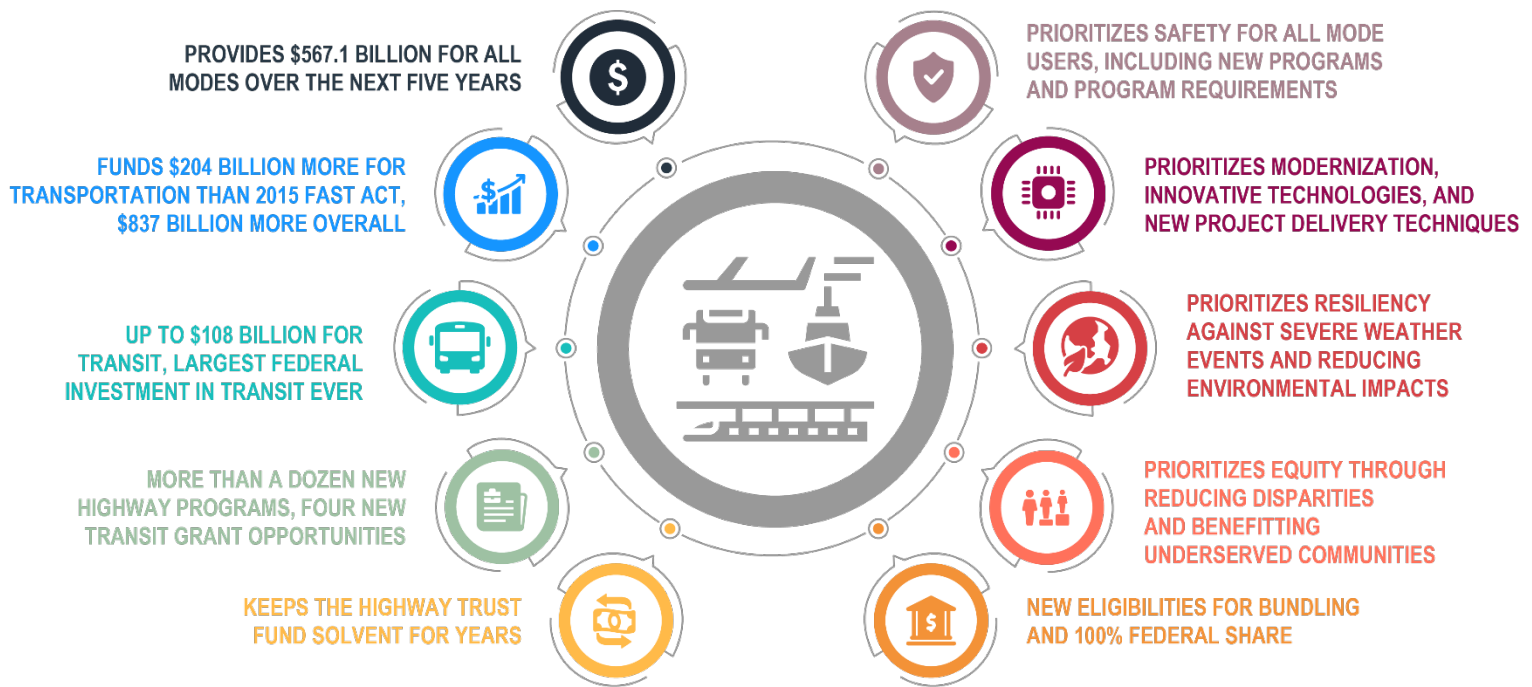 PROVIDES $567.1 BILLION FOR ALL
MODES OVER THE NEXT FIVE YEARS
FUNDS $204 BILLION MORE FOR
TRANSPORTATION THAN 2015 FAST ACT,
$837 BILLION MORE OVERALL
UP TO $108 BILLION FOR
TRANSIT, LARGEST FEDERAL
INVESTMENT IN TRANSIT EVER
MORE THAN A DOZEN NEW
HIGHWAY PROGRAMS, FOUR NEW
TRANSIT GRANT OPPORTUNITIES
KEEPS THE HIGHWAY TRUST
FUND SOLVENT FOR YEARS
PRIORITIZES SAFETY FOR ALL MODE
USERS, INCLUDING NEW PROGRAMS
AND PROGRAM REQUIREMENTS
PRIORITIZES MODERNIZATION,
INNOVATIVE TECHNOLOGIES, AND
NEW PROJECT DELIVERY TECHNIQUES
PRIORITIZES RESILIENCY
AGAINST SEVERE WEATHER
EVENTS AND REDUCING
ENVIRONMENTAL IMPACTS
PRIORITIZES EQUITY THROUGH
REDUCING DISPARITIES
AND BENEFITTING
UNDERSERVED COMMUNITIES
NEW ELIGIBILITIES FOR BUNDLING
AND 100% FEDERAL SHARE